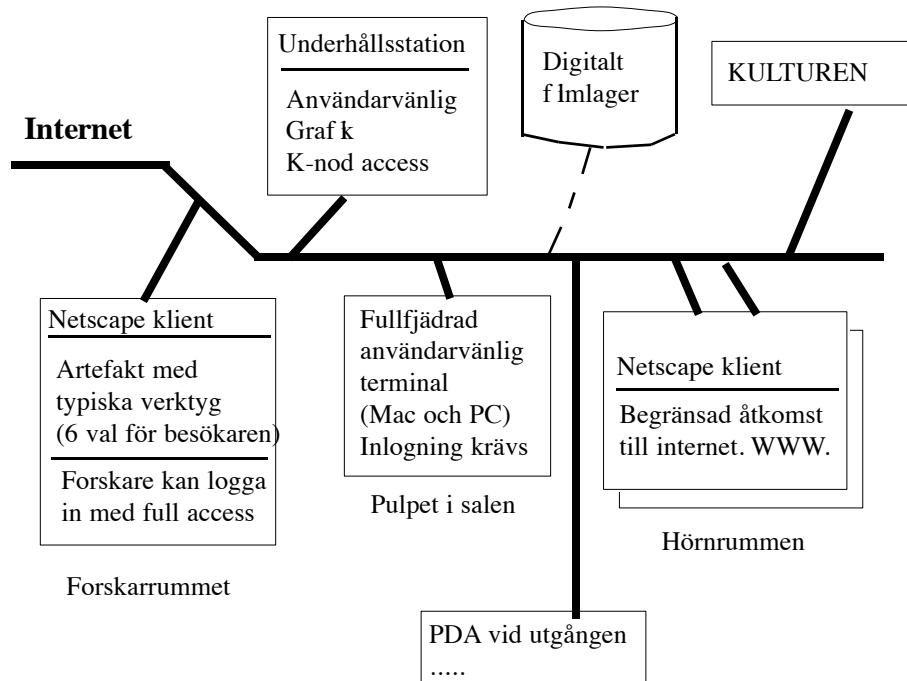 Underhållsstation
Användarvänlig
Grafik
K-nod access
Digitalt
filmlager
KULTUREN
Internet
Netscape klient
Artefakt med
typiska verktyg
(6 val för besökaren)
Forskare kan logga
in med full access
Forskarrummet
Fullfjädrad
användarvänlig
terminal
(Mac och PC)
Inlogning krävs
Pulpet i salen
Netscape klient
Begränsad åtkomst
till internet. WWW.
Hörnrummen
PDA vid utgången
.....